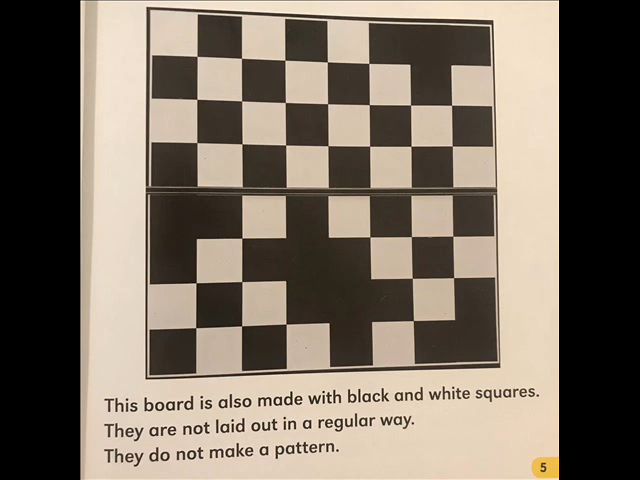 This board is also made with black and white squares.
They are not laid out in a regular way.
They do not make a pattern.
5